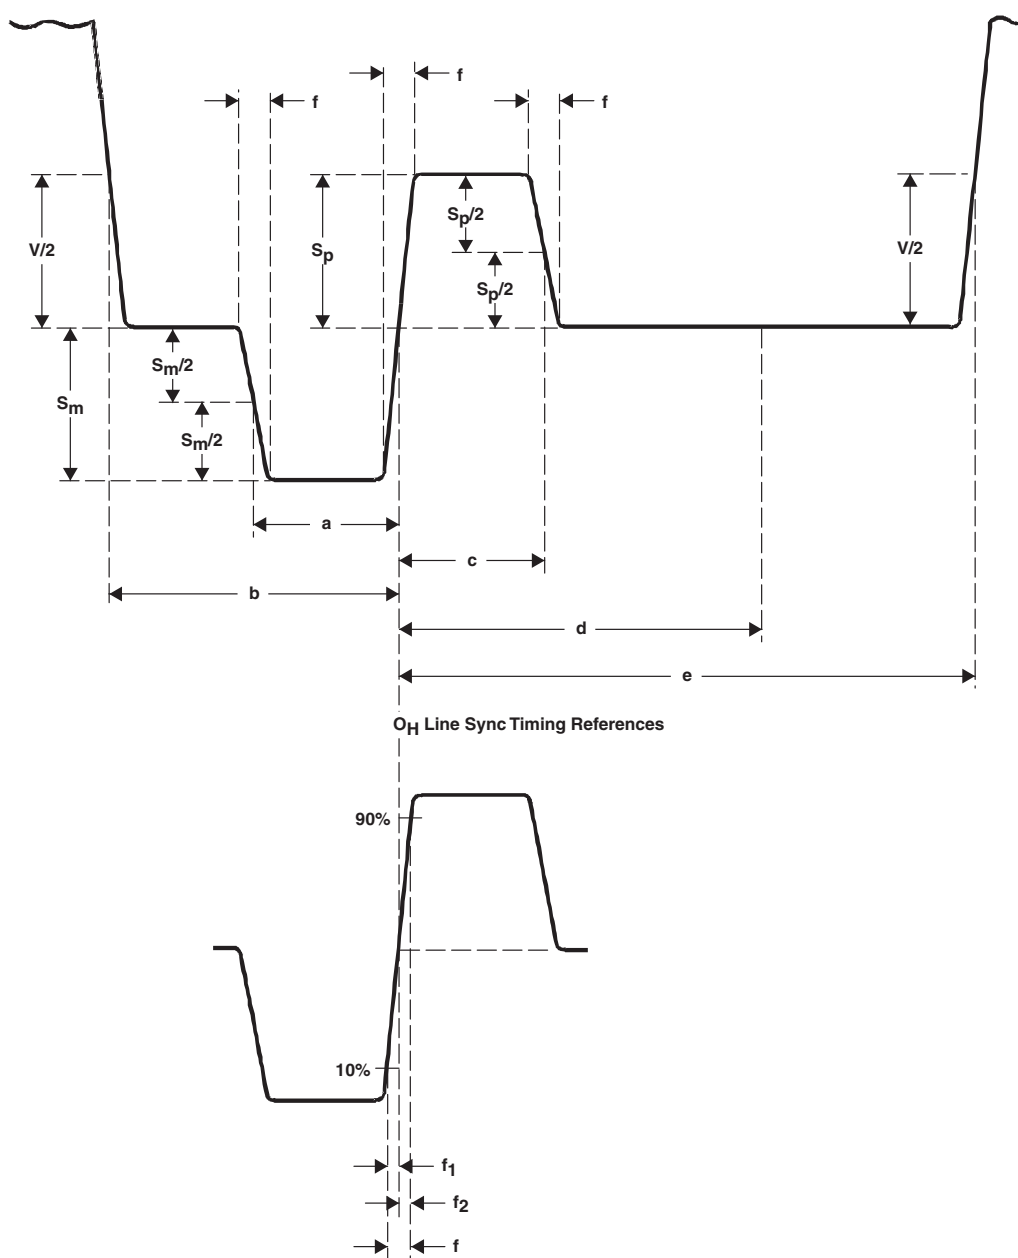 f
f
f
V/2
Sp
Sp/2
Sp/2
V/2
Sm/2
Sm
Sm/2
a
c
b
d
e
OH Line Sync Timing References
90%
10%
f1
f2
f